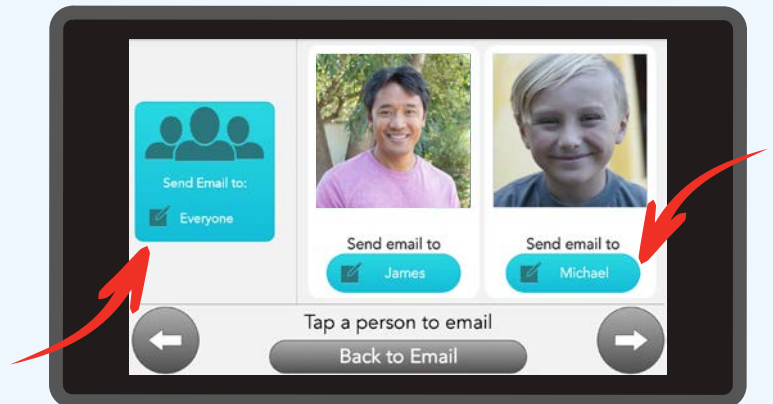 Send Email to:
Everyone
Send email to
James
Send email to
Michael
Tap a person to email
Back to Email